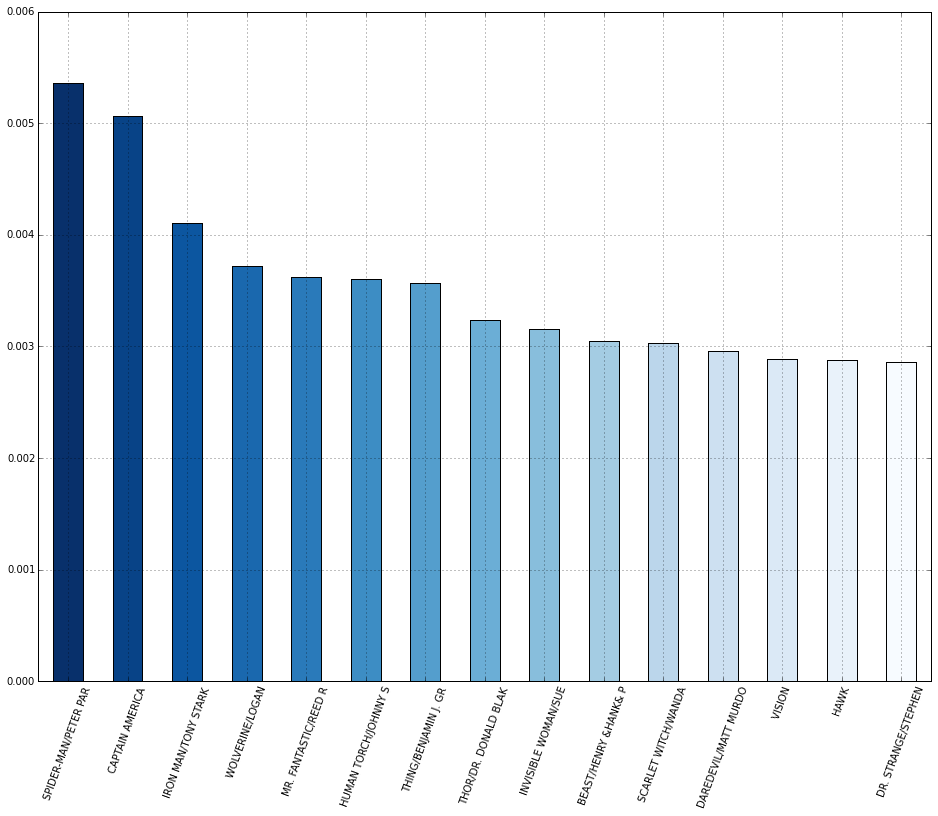 0.006
0.005
0.004
0.003
0.002
0.001
0.000
SPIDER-MAN/PETER PAR
CAPTAIN AMERICA
IRON MAN/TONY STARK
WOLVERINE/LOGAN
MR. FANTASTIC/REED R
HUMAN TORCH/JOHNNY S
THING/BENJAMIN J. GR
THOR/DR. DONALD BLAK
INVISIBLE WOMAN/SUE
BEAST/HENRY &HANK& P
SCARLET WITCH/WANDA
DAREDEVIL/MATT MURDO
VISION
HAWK
DR. STRANGE/STEPHEN